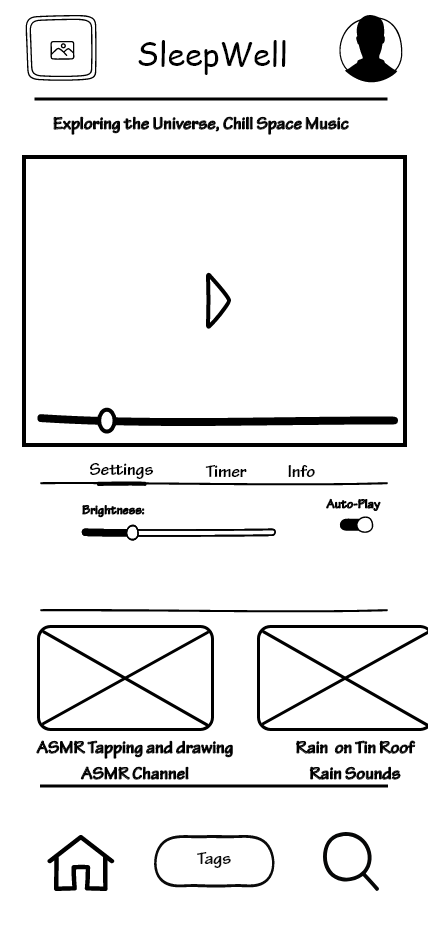 SleepWell
Exploring the Universe, Chill Space Music
Settings Timer Info
Brightness: Auto-Play
ASMR Tapping and drawing Rain on Tin Roof
ASMR Channel Rain Sounds
Tags